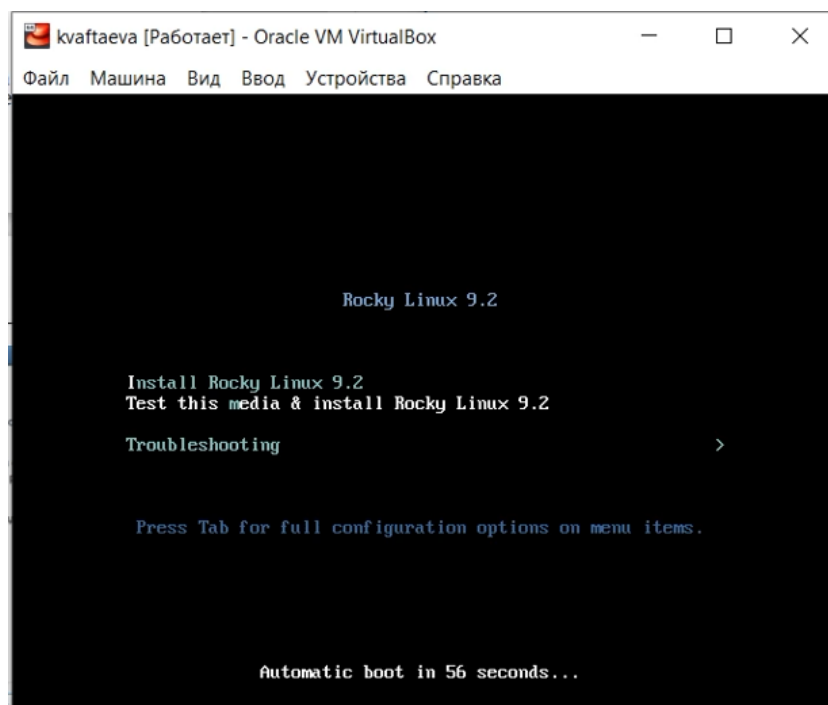 kvaftaeva [Работает] - Oracle VM VirtualBox
Файл Машина Вид Ввод Устройства Справка
Rocky Linux 9.2
Install Rocky Linux 9.2
Test this media & install Rocky Linux 9.2
Troubleshooting >
Press Tab for full configuration options on menu items.
Automatic boot in 56 seconds...